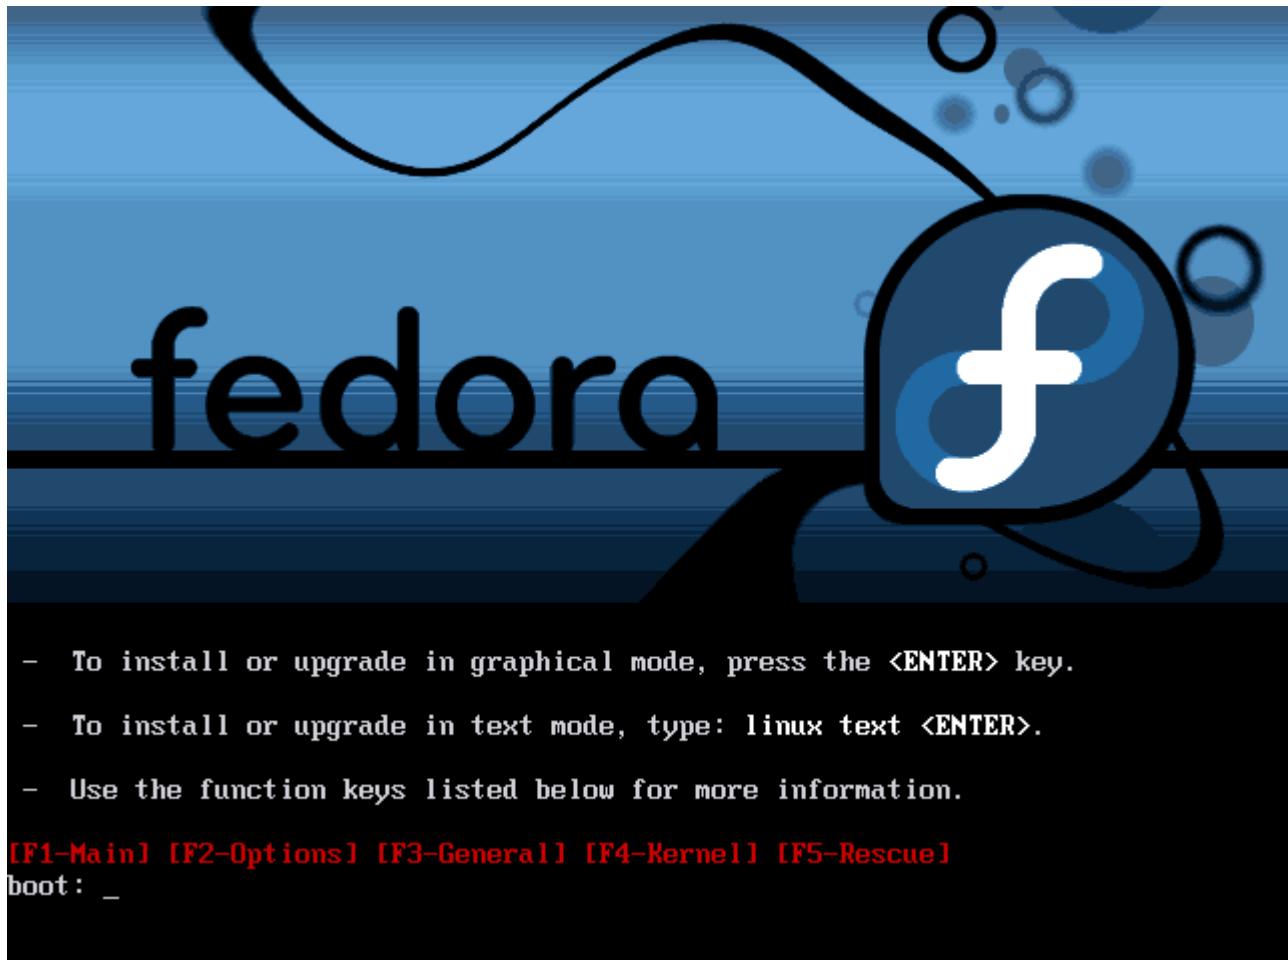 fedora
f
- To install or upgrade in graphical mode, press the <ENTER> key.
- To install or upgrade in text mode, type: linux text <ENTER>.
- Use the function keys listed below for more information.
[F1-Main] [F2-Options] [F3-General] [F4-Kernel] [F5-Rescue]
boot: _